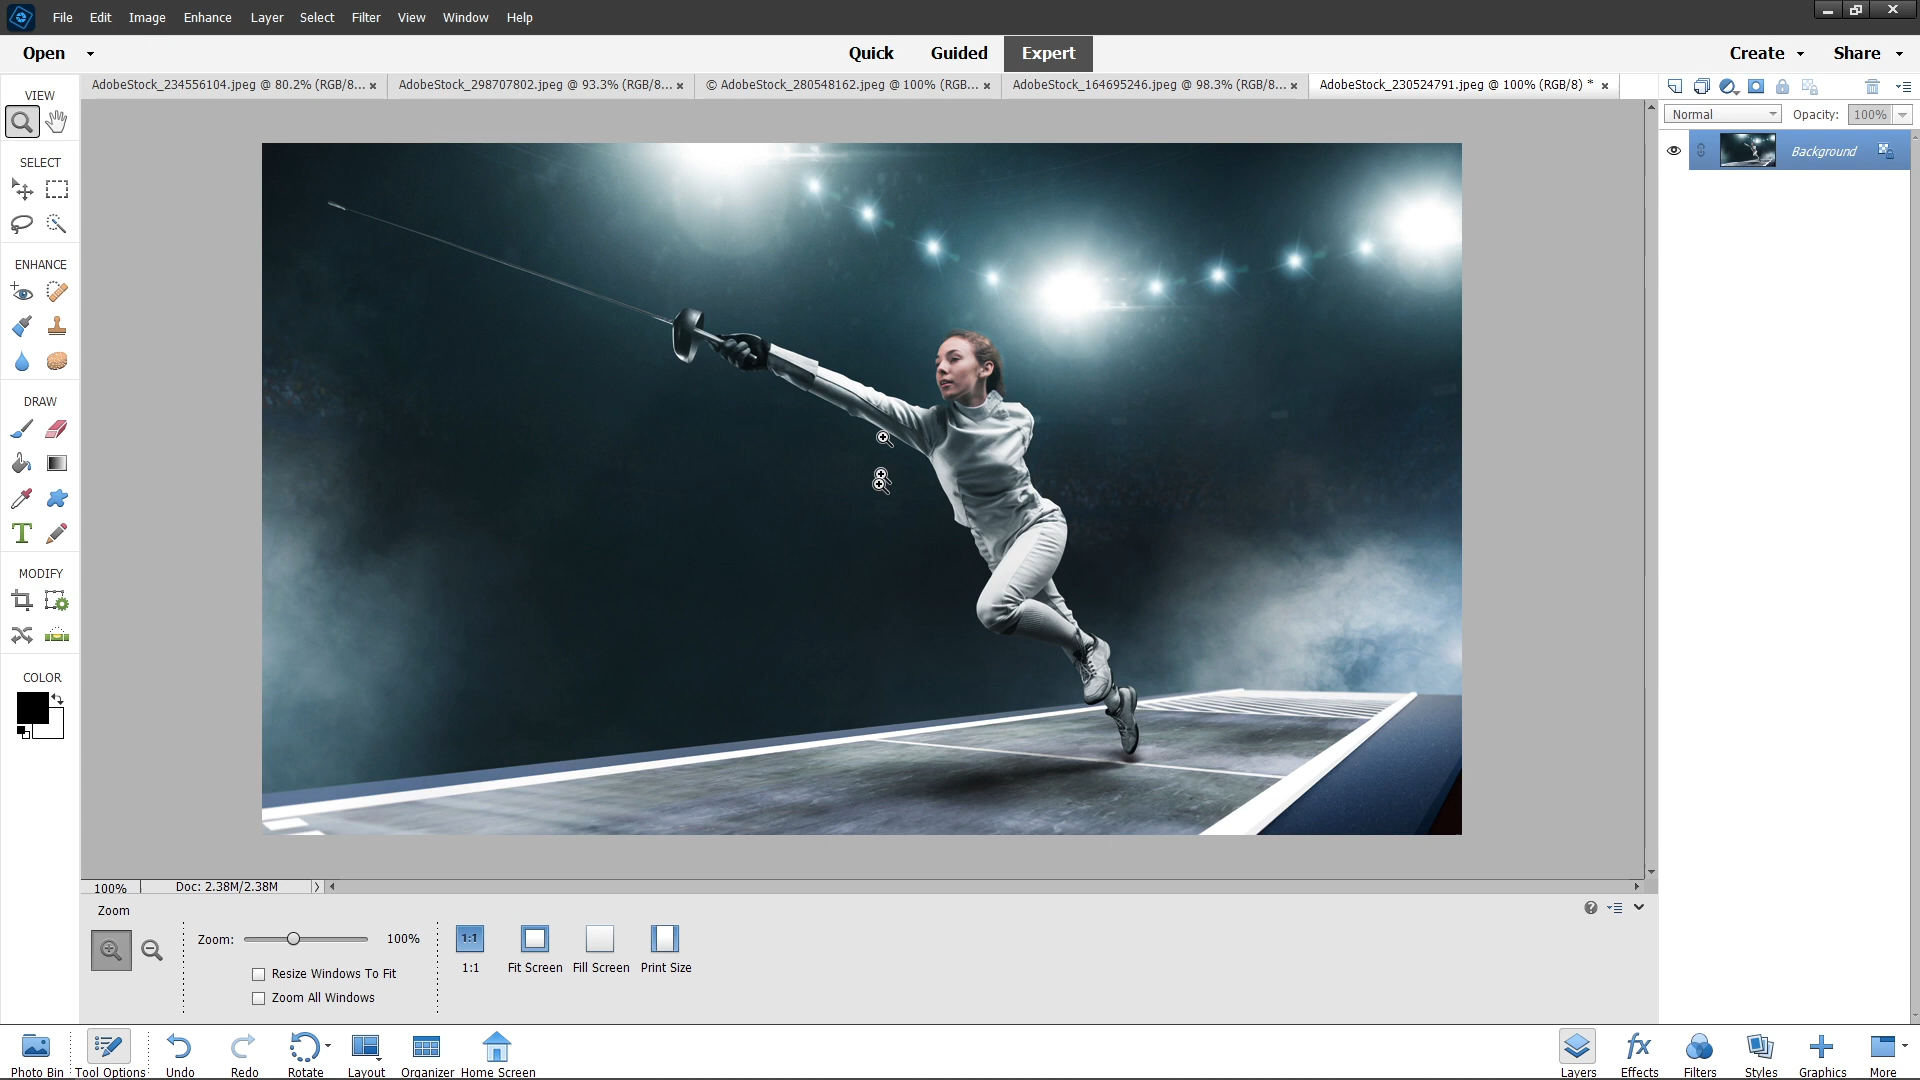 File Edit Image Enhance Layer Select Filter View Window Help
Open Quick Guided Expert Create Share
AdobeStock_234556104.jpeg @ 80.2% (RGB/8... × AdobeStock_298707802.jpeg @ 93.3% (RGB/8... × © AdobeStock_280548162.jpeg @ 100% (RGB... × AdobeStock_164695246.jpeg @ 98.3% (RGB/8... × AdobeStock_230524791.jpeg @ 100% (RGB/8) * ×
VIEW
SELECT
ENHANCE
DRAW
T
MODIFY
COLOR
Normal Opacity: 100%
Background
100% Doc: 2.38M/2.38M
Zoom
Zoom: 100%
Resize Windows To Fit
Zoom All Windows
1:1
1:1 Fit Screen Fill Screen Print Size
fx
Photo Bin Tool Options Undo Redo Rotate Layout Organizer Home Screen Layers Effects Filters Styles Graphics More